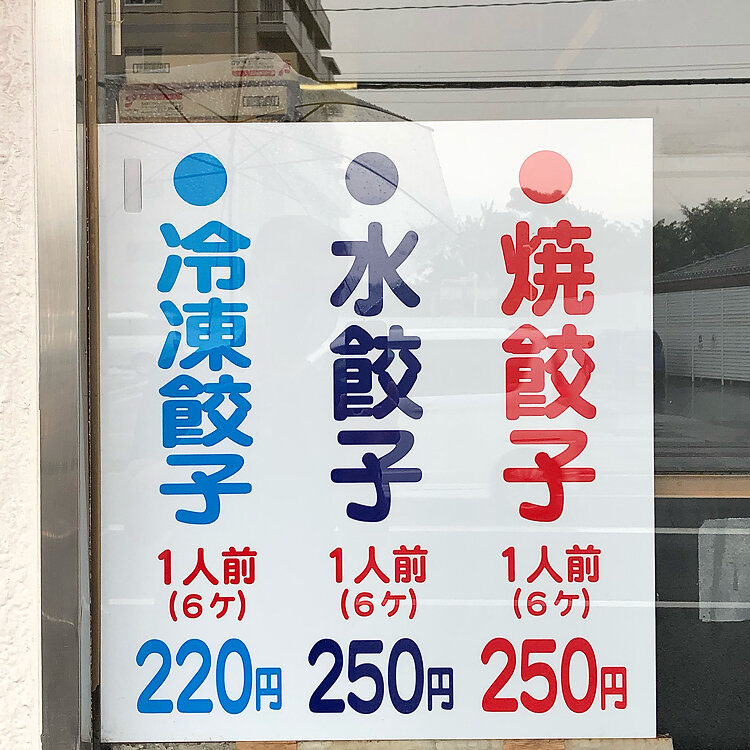 焼餃子
1人前
(6ケ)
250円
水餃子
1人前
(6ケ)
250円
冷凍餃子
1人前
(6ケ)
220円